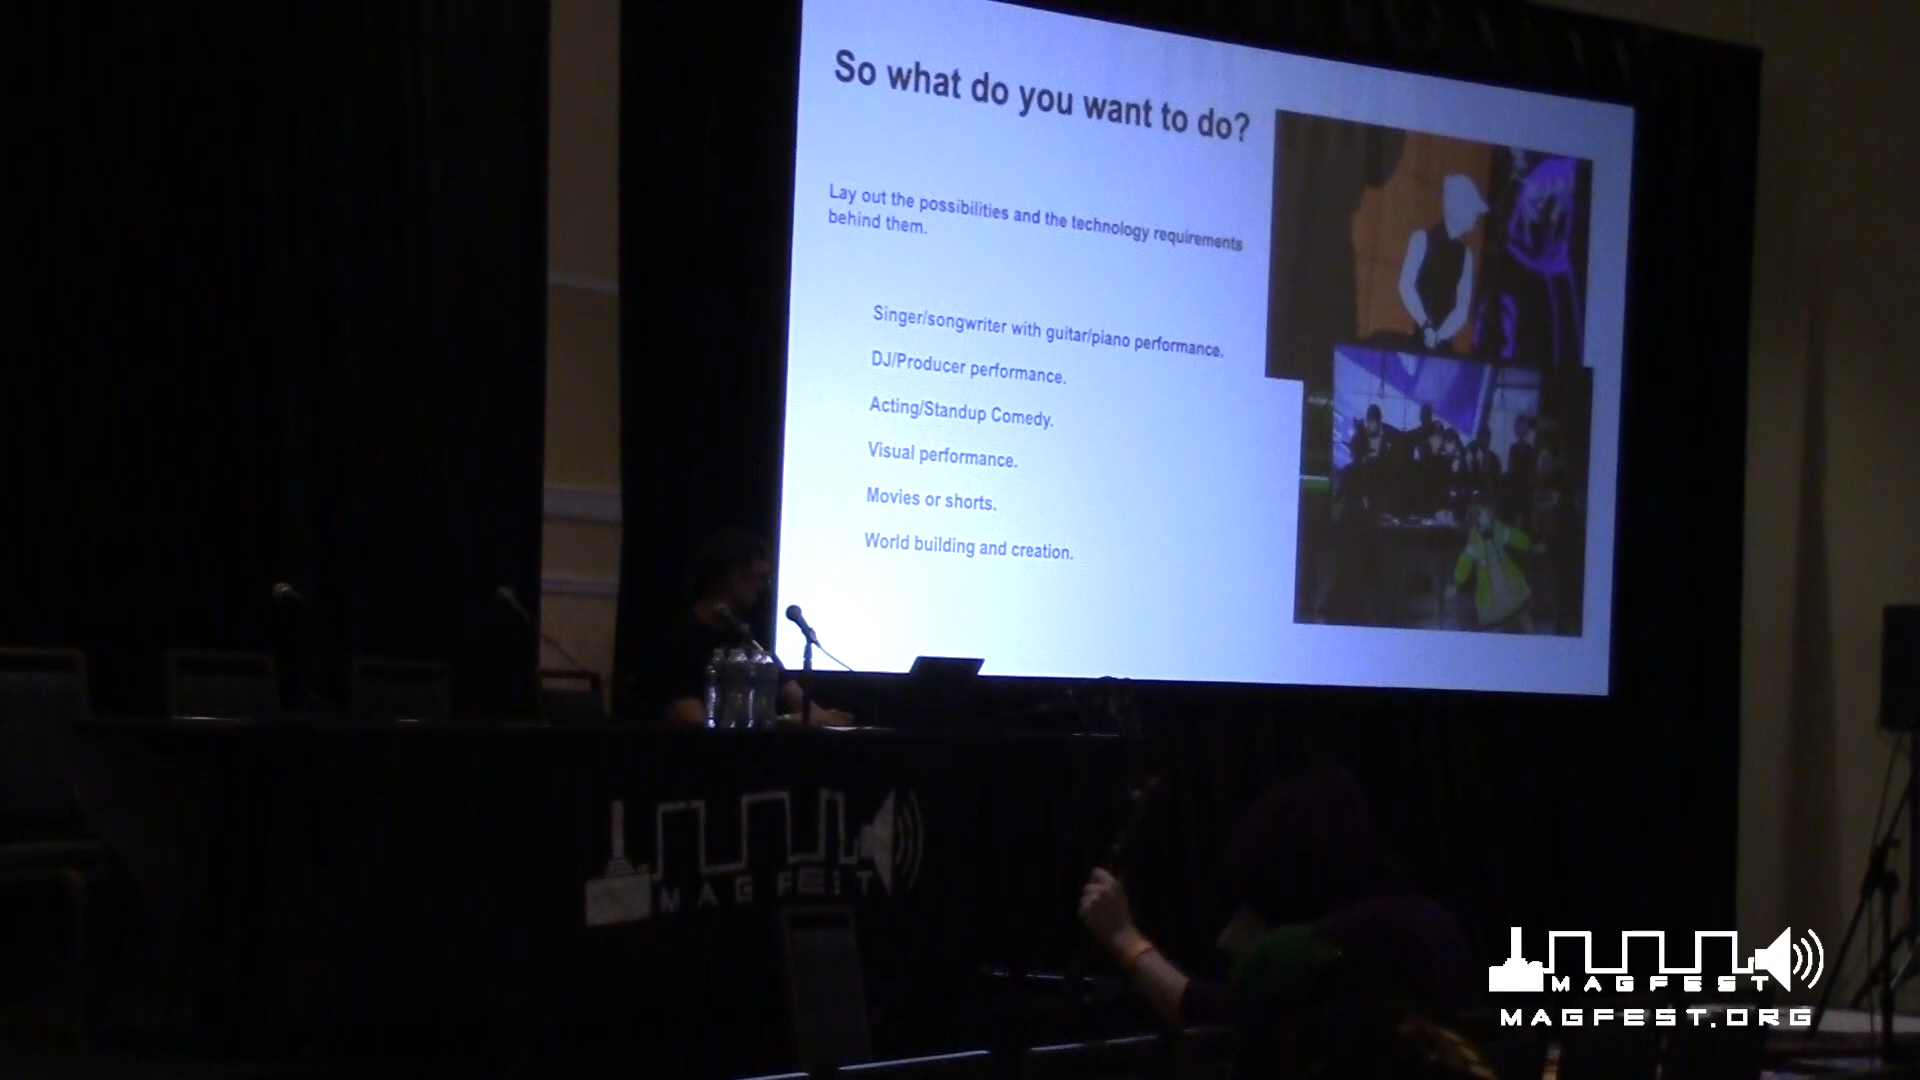 So what do you want to do?
Lay out the possibilities and the technology requirements
behind them.
Singer/songwriter with guitar/piano performance.
DJ/Producer performance.
Acting/Standup Comedy.
Visual performance.
Movies or shorts.
World building and creation.
MAGFEST
MAGFEST
MAGFEST.ORG